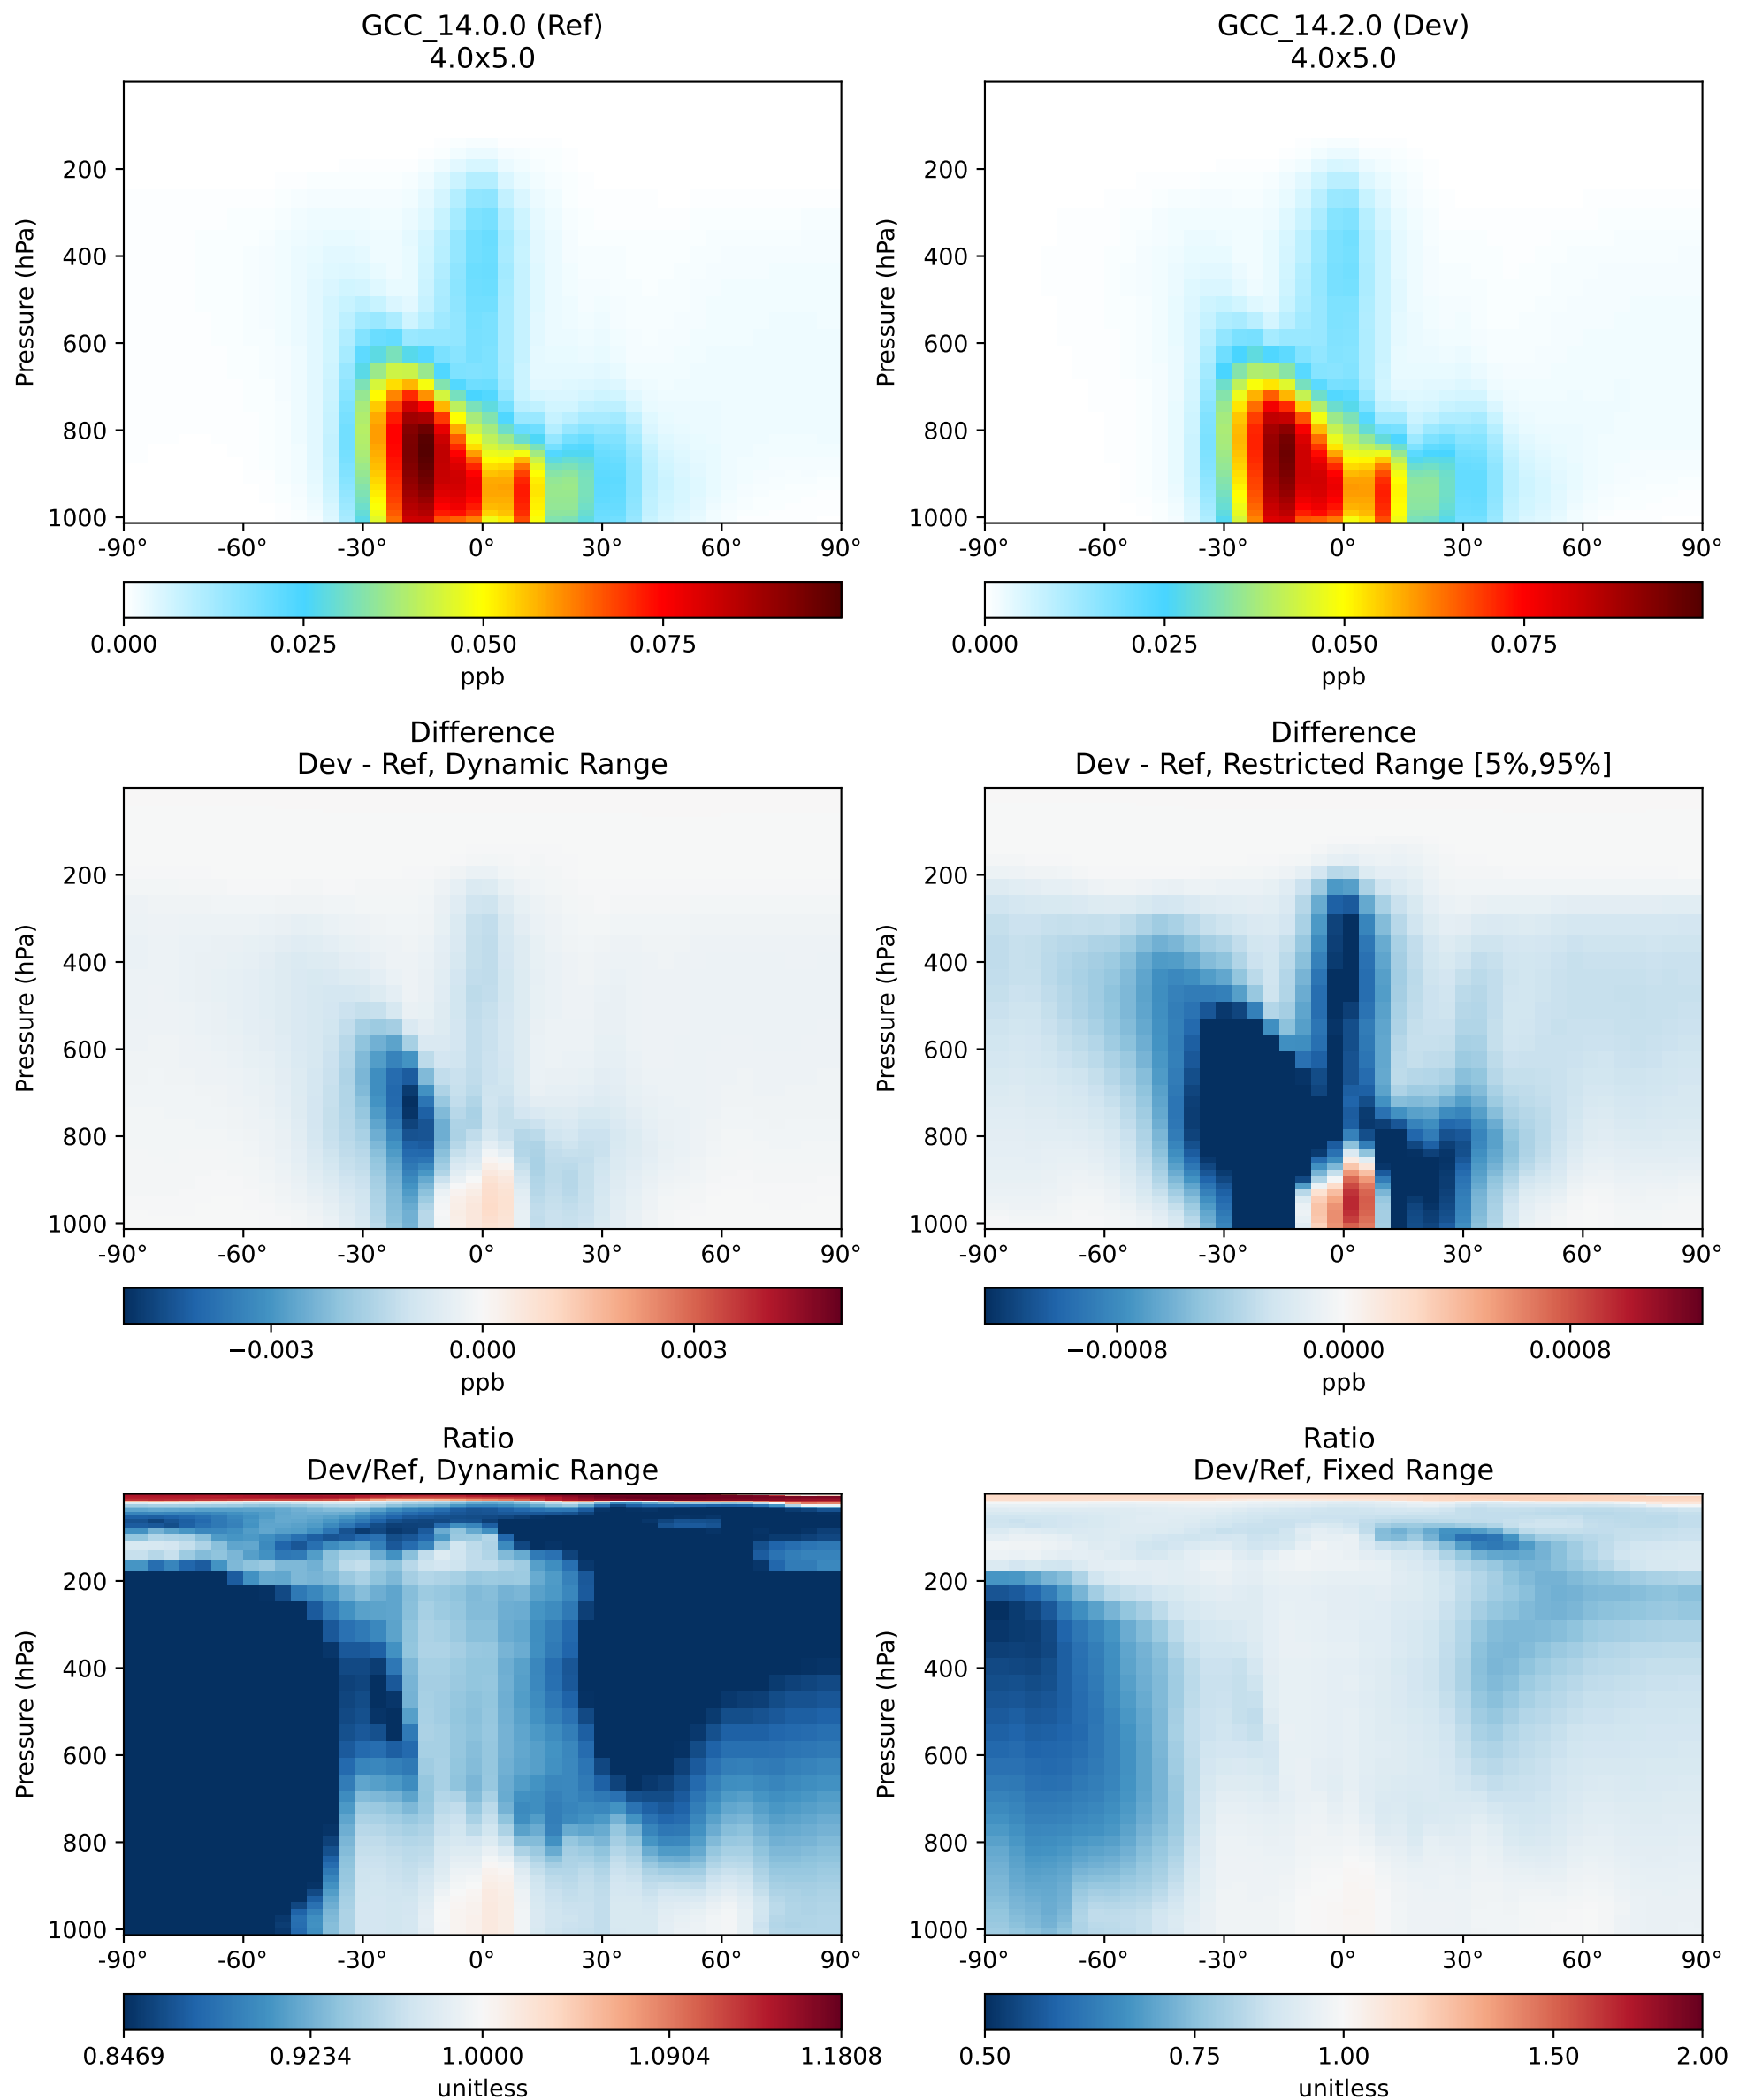 GCC_14.0.0 (Ref)
4.0x5.0
Pressure (hPa)
200
400
600
800
1000
-90° -60° -30° 0° 30° 60° 90°
0.000 0.025 0.050 0.075
ppb
GCC_14.2.0 (Dev)
4.0x5.0
Pressure (hPa)
200
400
600
800
1000
-90° -60° -30° 0° 30° 60° 90°
0.000 0.025 0.050 0.075
ppb
Difference
Dev - Ref, Dynamic Range
Pressure (hPa)
200
400
600
800
1000
-90° -60° -30° 0° 30° 60° 90°
−0.003 0.000 0.003
ppb
Difference
Dev - Ref, Restricted Range [5%,95%]
Pressure (hPa)
200
400
600
800
1000
-90° -60° -30° 0° 30° 60° 90°
−0.0008 0.0000 0.0008
ppb
Ratio
Dev/Ref, Dynamic Range
Pressure (hPa)
200
400
600
800
1000
-90° -60° -30° 0° 30° 60° 90°
0.8469 0.9234 1.0000 1.0904 1.1808
unitless
Ratio
Dev/Ref, Fixed Range
Pressure (hPa)
200
400
600
800
1000
-90° -60° -30° 0° 30° 60° 90°
0.50 0.75 1.00 1.50 2.00
unitless